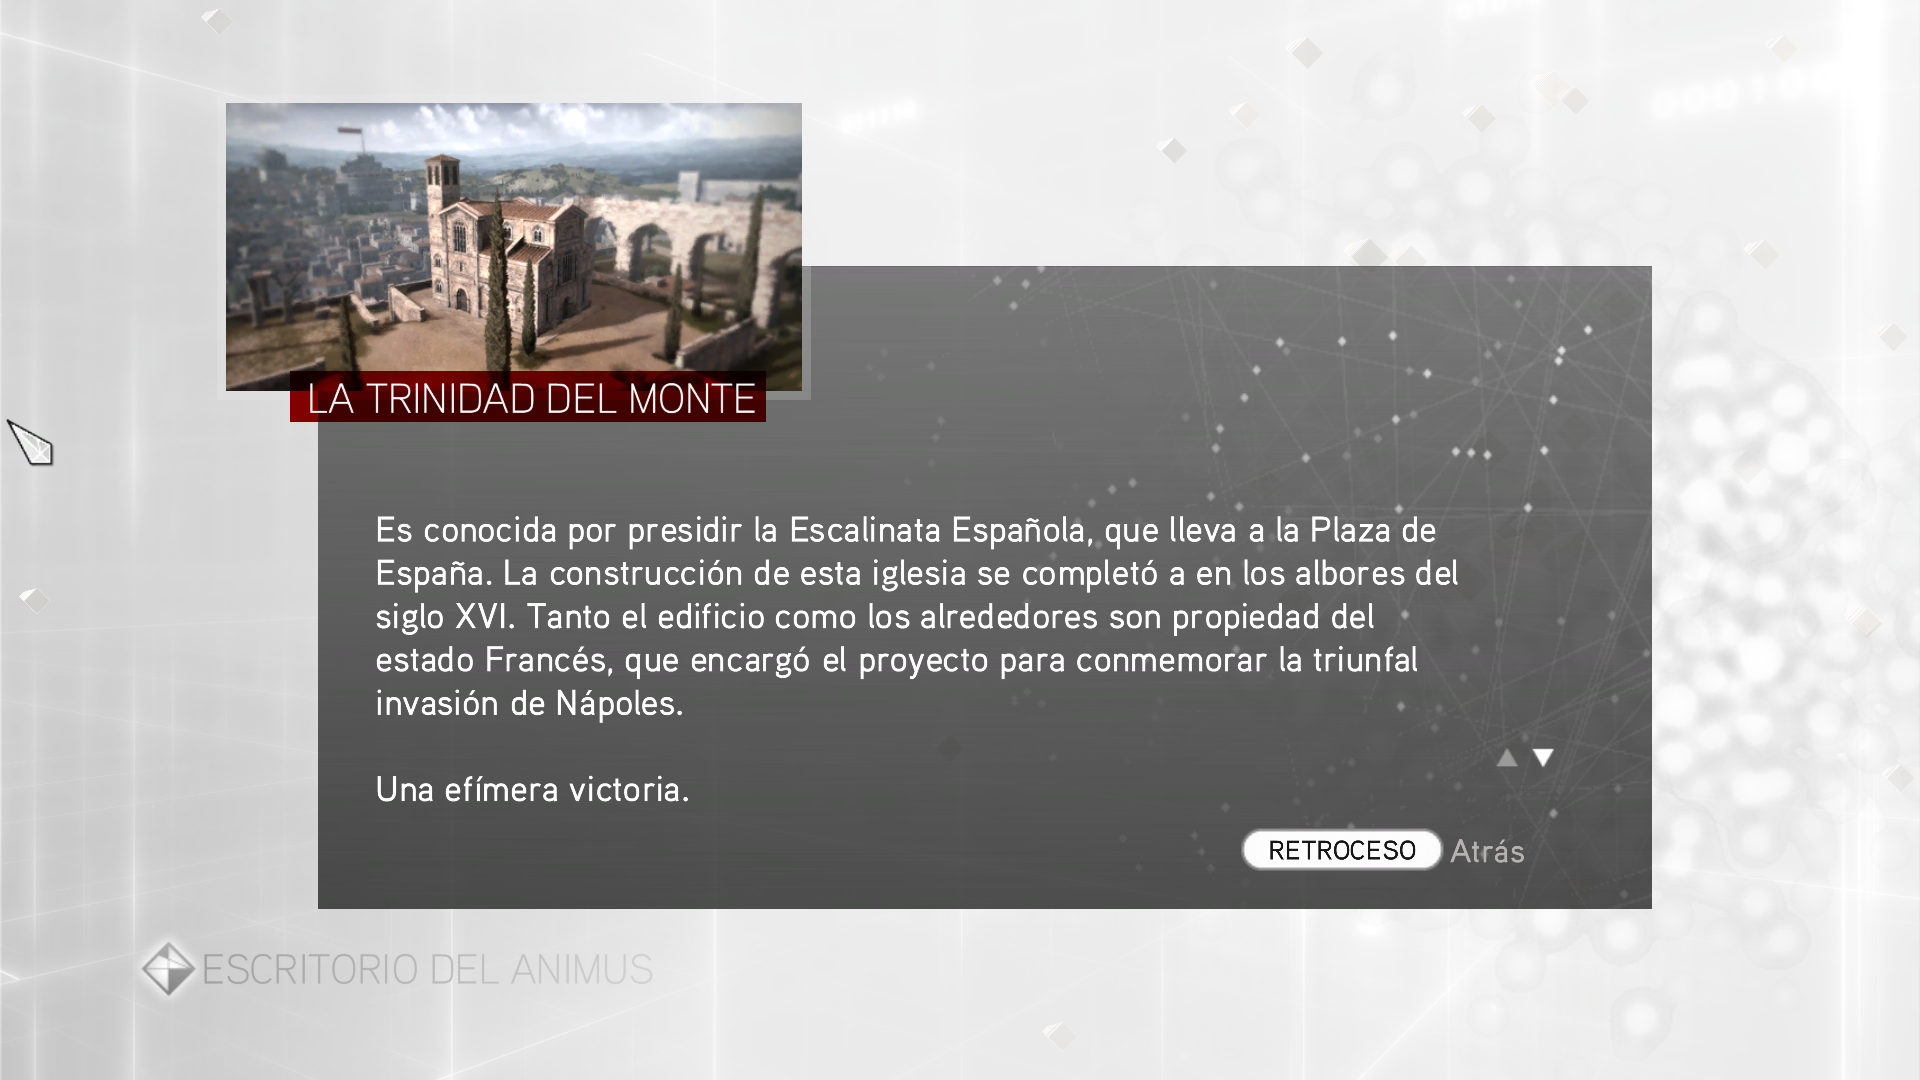 LA TRINIDAD DEL MONTE
Es conocida por presidir la Escalinata Española, que lleva a la Plaza de
España. La construcción de esta iglesia se completó a en los albores del
siglo XVI. Tanto el edificio como los alrededores son propiedad del
estado Francés, que encargó el proyecto para conmemorar la triunfal
invasión de Nápoles.
Una efímera victoria.
RETROCESO Atrás
ESCRITORIO DEL ANIMUS